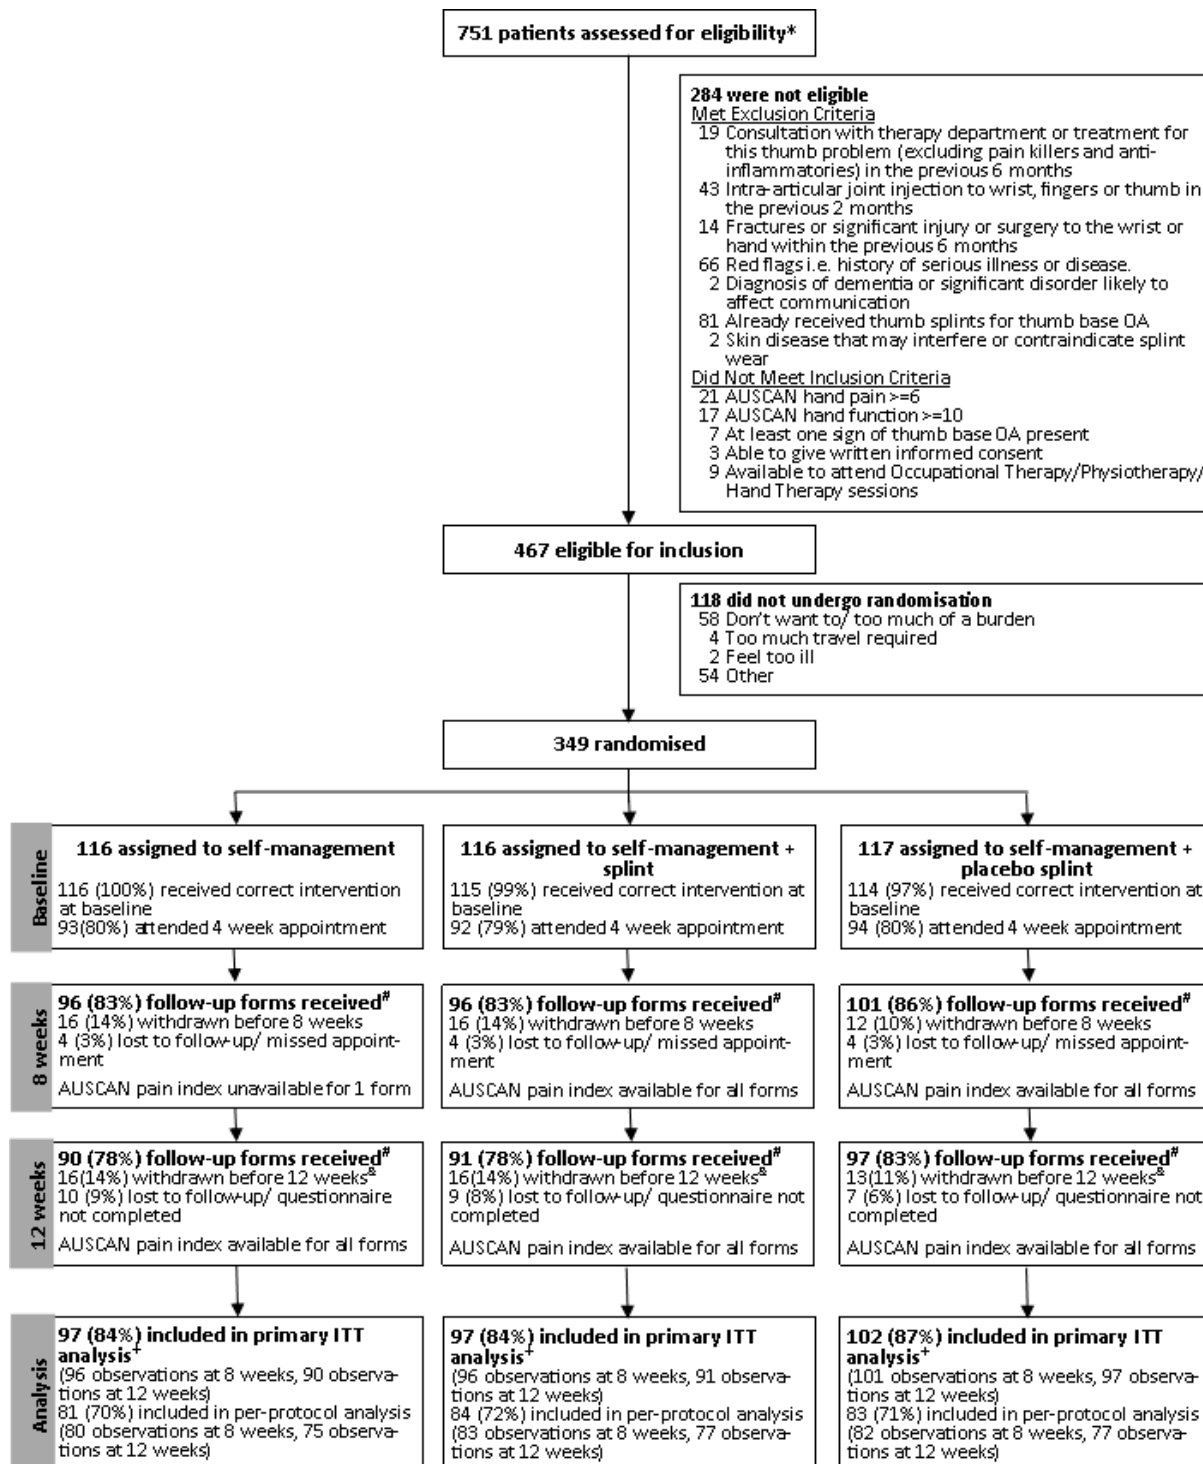 751 patients assessed for eligibility*
284 were not eligible
Met Exclusion Criteria
19 Consultation with therapy department or treatment for
this thumb problem (excluding pain killers and anti-
inflammatories) in the previous 6 months
43 Intra-articular joint injection to wrist, fingers or thumb in
the previous 2 months
14 Fractures or significant injury or surgery to the wrist or
hand within the previous 6 months
66 Red flags i.e. history of serious illness or disease.
2 Diagnosis of dementia or significant disorder likely to
affect communication
81 Already received thumb splints for thumb base OA
2 Skin disease that may interfere or contraindicate splint
wear
Did Not Meet Inclusion Criteria
21 AUSCAN hand pain >=6
17 AUSCAN hand function >=10
7 At least one sign of thumb base OA present
3 Able to give written informed consent
9 Available to attend Occupational Therapy/Physiotherapy/
Hand Therapy sessions
467 eligible for inclusion
118 did not undergo randomisation
58 Don't want to/ too much of a burden
4 Too much travel required
2 Feel too ill
54 Other
349 randomised
Baseline
116 assigned to self-management
116 (100%) received correct intervention
at baseline
93(80%) attended 4 week appointment
116 assigned to self-management +
splint
115 (99%) received correct intervention at
baseline
92 (79%) attended 4 week appointment
117 assigned to self-management +
placebo splint
114 (97%) received correct intervention at
baseline
94 (80%) attended 4 week appointment
8 weeks
96 (83%) follow-up forms received#
16 (14%) withdrawn before 8 weeks
4 (3%) lost to follow-up/ missed appoint-
ment
AUSCAN pain index unavailable for 1 form
96 (83%) follow-up forms received#
16 (14%) withdrawn before 8 weeks
4 (3%) lost to follow-up/ missed appoint-
ment
AUSCAN pain index available for all forms
101 (86%) follow-up forms received#
12 (10%) withdrawn before 8 weeks
4 (3%) lost to follow-up/ missed appoint-
ment
AUSCAN pain index available for all forms
12 weeks
90 (78%) follow-up forms received#
16(14%) withdrawn before 12 weeks&
10 (9%) lost to follow-up/ questionnaire
not completed
AUSCAN pain index available for all forms
91 (78%) follow-up forms received#
16(14%) withdrawn before 12 weeks&
9 (8%) lost to follow-up/ questionnaire not
completed
AUSCAN pain index available for all forms
97 (83%) follow-up forms received#
13(11%) withdrawn before 12 weeks&
7 (6%) lost to follow-up/ questionnaire not
completed
AUSCAN pain index available for all forms
Analysis
97 (84%) included in primary ITT
analysis+
(96 observations at 8 weeks, 90 observa-
tions at 12 weeks)
81 (70%) included in per-protocol analysis
(80 observations at 8 weeks, 75 observa-
tions at 12 weeks)
97 (84%) included in primary ITT
analysis+
(96 observations at 8 weeks, 91 observa-
tions at 12 weeks)
84 (72%) included in per-protocol analysis
(83 observations at 8 weeks, 77 observa-
tions at 12 weeks)
102 (87%) included in primary ITT
analysis+
(101 observations at 8 weeks, 97 observa-
tions at 12 weeks)
83 (71%) included in per-protocol analysis
(82 observations at 8 weeks, 77 observa-
tions at 12 weeks)